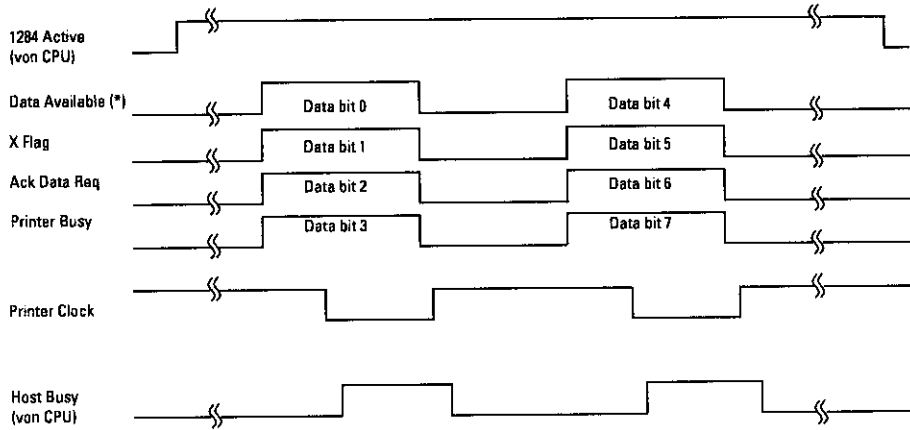 1284 Active
(von CPU)
Data Available (*)
Data bit 0
Data bit 4
X Flag
Data bit 1
Data bit 5
Ack Data Req
Data bit 2
Data bit 6
Printer Busy
Data bit 3
Data bit 7
Printer Clock
Host Busy
(von CPU)